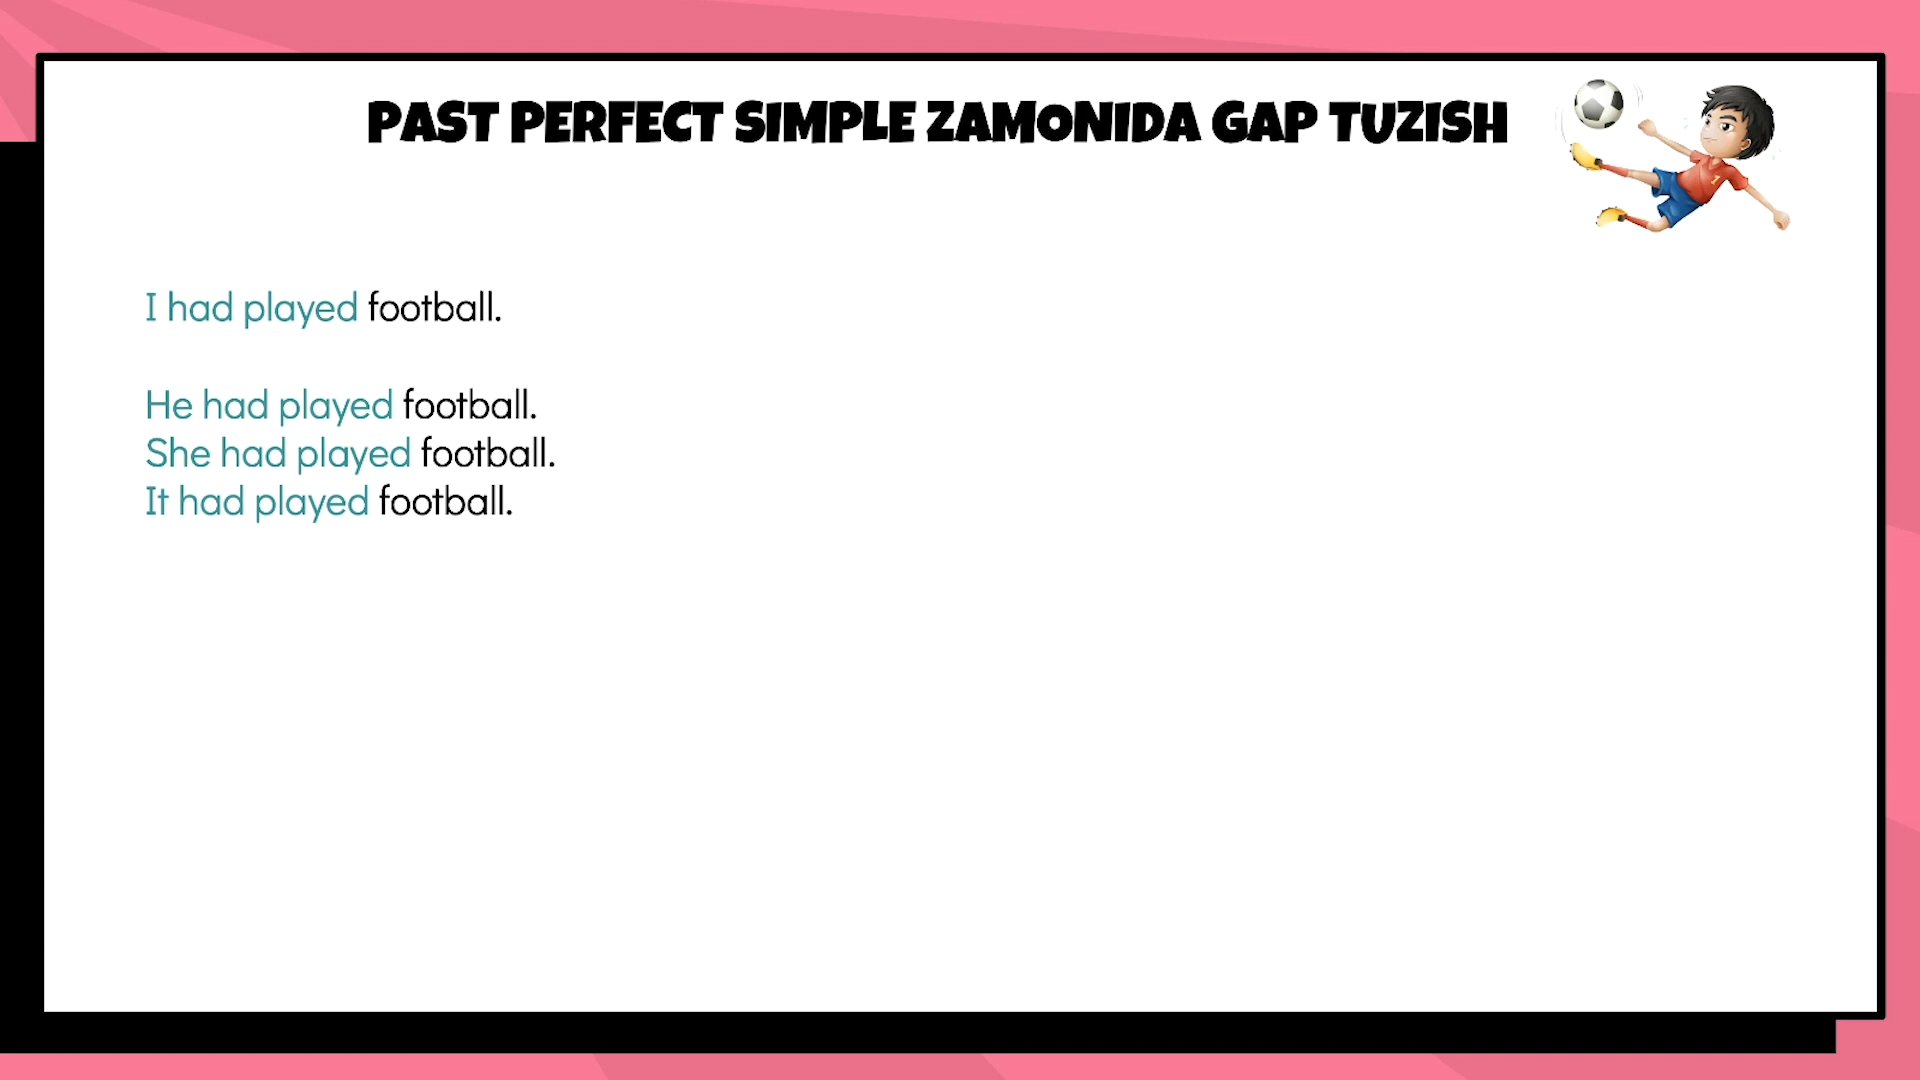 PAST PERFECT SIMPLE ZAMONIDA GAP TUZISH
I had played football.
He had played football.
She had played football.
It had played football.
1